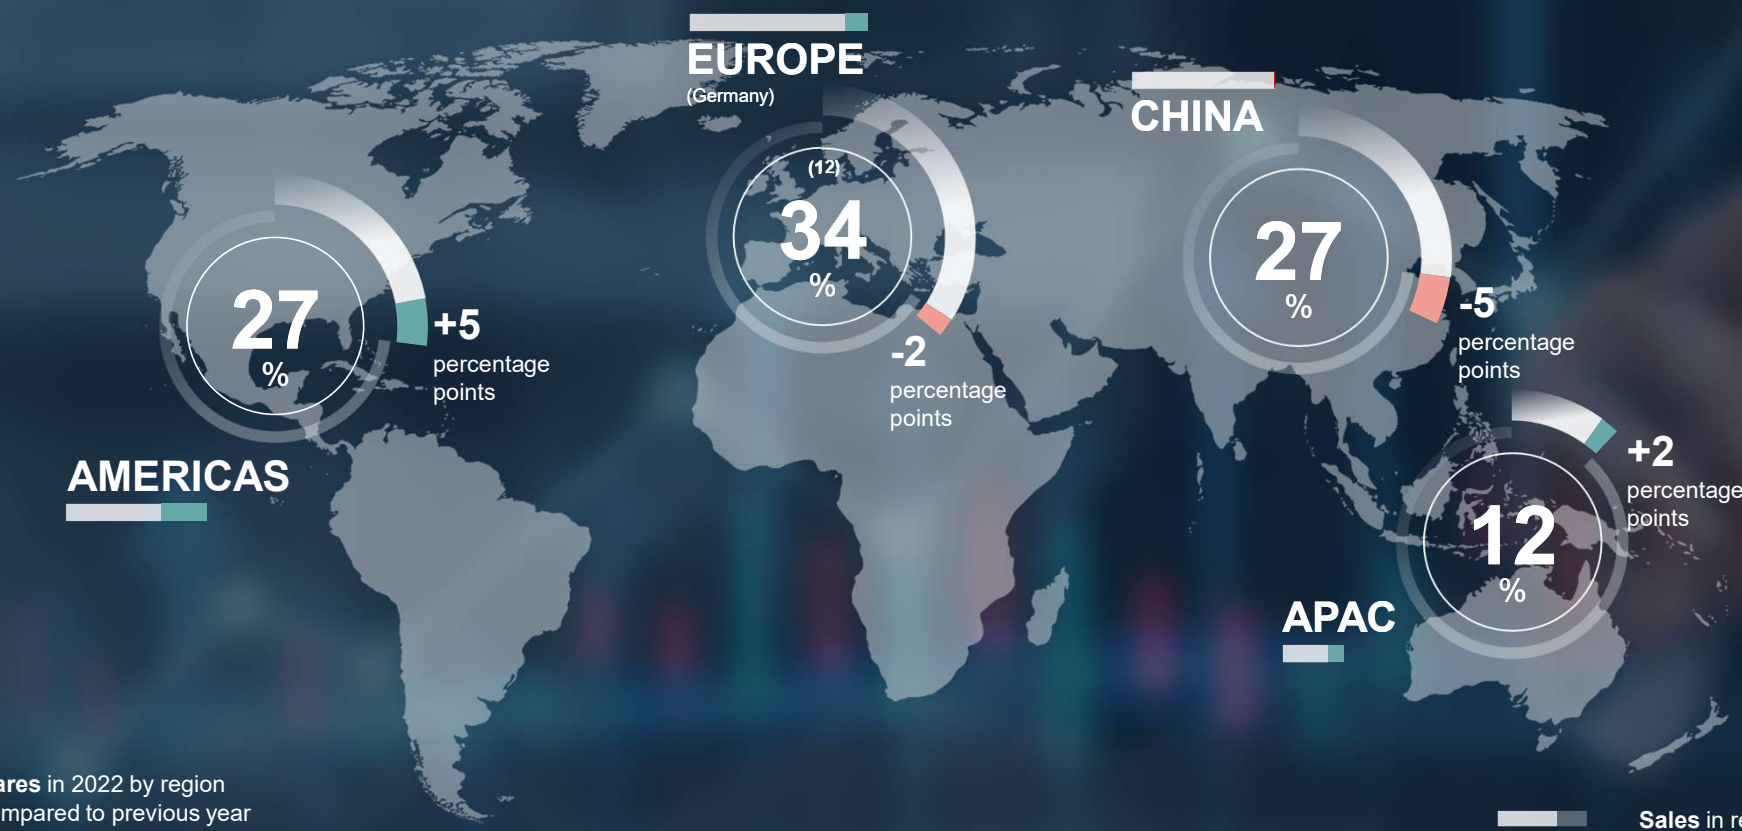 EUROPE
(Germany)
(12)
34
%
-2
percentage
points
CHINA
27
%
-5
percentage
points
27
%
+5
percentage
points
AMERICAS
+2
percentage
points
12
%
APAC
in 2022 by region
to previous year
Sales in